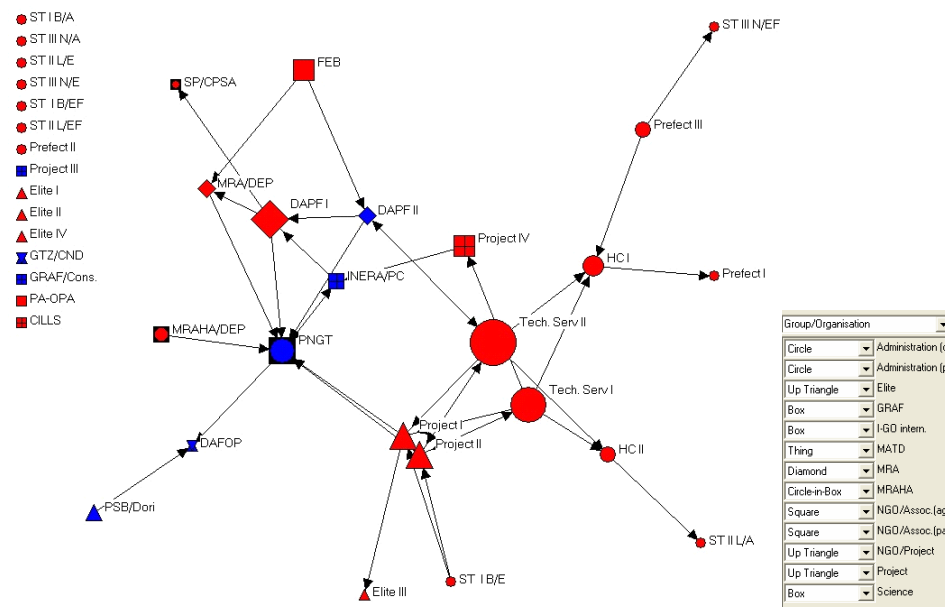 ST I B/A
ST III N/A
ST II L/E
ST III N/E
ST I B/EF
ST II L/EF
Prefect II
Project III
Elite I
Elite II
Elite IV
GTZ/CND
GRAF/Cons.
PA-OPA
CILLS
ST III N/EF
FEB
SP/CPSA
Prefect III
MRA/DEP
DAPF I
DAPF II
Project IV
HC I
Prefect I
INERA/PC
Tech. Serv II
MRAHA/DEP
PNGT
Tech. Serv I
Project I
Project II
DAFOP
HC II
PSB/Dori
ST II L/A
ST I B/E
Elite III
Group/Organisation
Circle Administration (
Circle Administration (p
Up Triangle Elite
Box GRAF
Box I-GO intern.
Thing MATD
Diamond MRA
Circle-in-Box MRAHA
Square NGO/Assoc.(ag
Square NGO/Assoc.(pa
Up Triangle NGO/Project
Up Triangle Project
Box Science